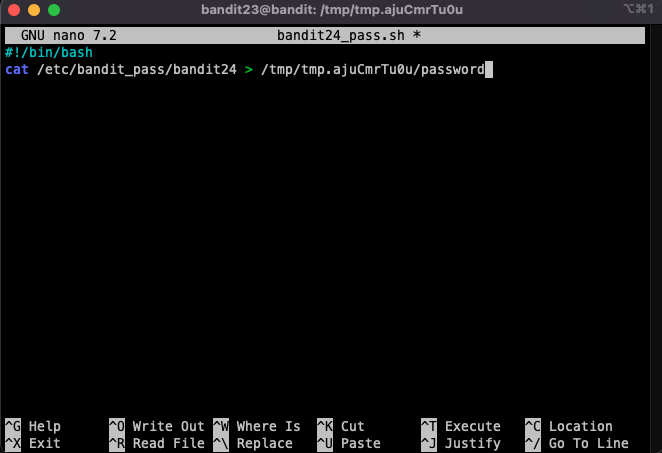 bandit23@bandit: /tmp/tmp.ajuCmrTu0u ⌥⌘1
GNU nano 7.2 bandit24_pass.sh *
#!/bin/bash
cat /etc/bandit_pass/bandit24 > /tmp/tmp.ajuCmrTu0u/password
^G Help ^O Write Out ^W Where Is ^K Cut ^T Execute ^C Location
^X Exit ^R Read File ^\ Replace ^U Paste ^J Justify ^/ Go To Line